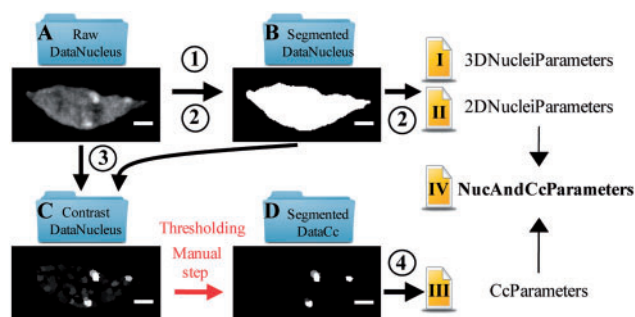 A Raw
DataNucleus
B Segmented
DataNucleus
1
2
2
I 3DNucleiParameters
II 2DNucleiParameters
3
IV NucAndCcParameters
C Contrast
DataNucleus
Thresholding
Manual
step
D Segmented
DataCc
4
III CcParameters